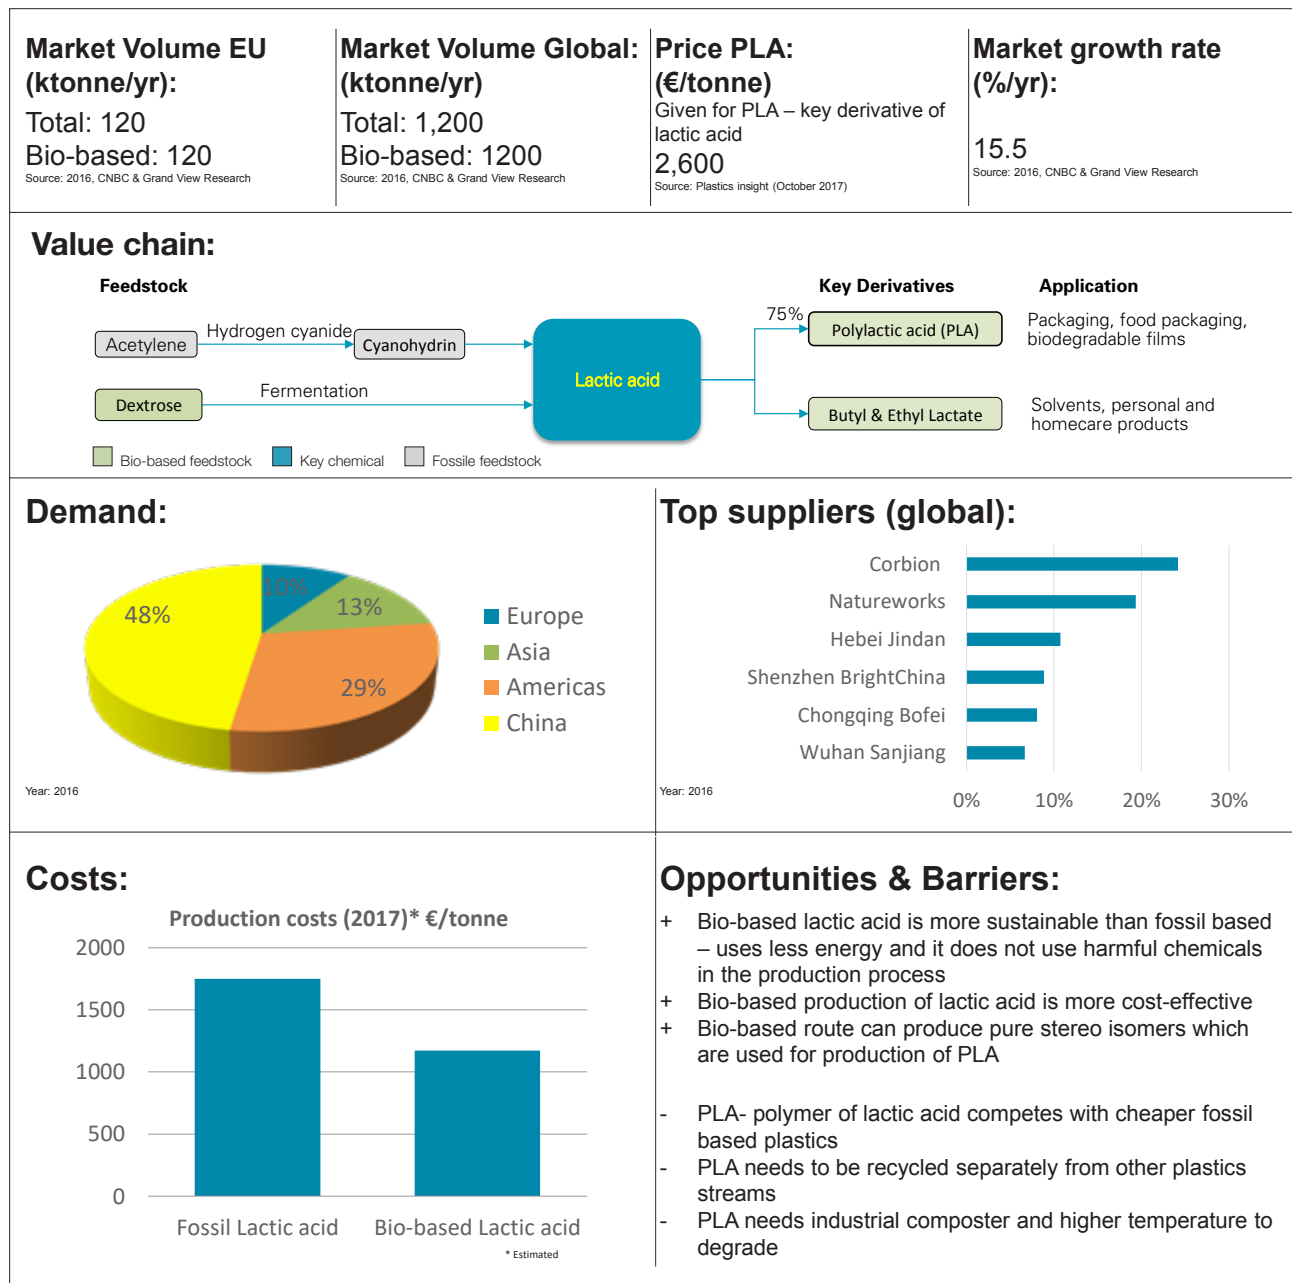 Market Volume EU
(ktonne/yr):
Total: 120
Bio-based: 120
Source: 2016, CNBC & Grand View Research
Market Volume Global:
(ktonne/yr)
Total: 1,200
Bio-based: 1200
Source: 2016, CNBC & Grand View Research
Price PLA:
(€/tonne)
Given for PLA – key derivative of
lactic acid
2,600
Source: Plastics insight (October 2017)
Market growth rate
(%/yr):
15.5
Source: 2016, CNBC & Grand View Research
Value chain:
Feedstock
Key Derivatives
Application
Acetylene
Hydrogen cyanide
Cyanohydrin
Dextrose
Fermentation
Lactic acid
75%
Polylactic acid (PLA)
Packaging, food packaging,
biodegradable films
Butyl & Ethyl Lactate
Solvents, personal and
homecare products
Bio-based feedstock
Key chemical
Fossile feedstock
Demand:
10%
13%
29%
48%
Europe
Asia
Americas
China
Year: 2016
Top suppliers (global):
Corbion
Natureworks
Hebei Jindan
Shenzhen BrightChina
Chongqing Bofei
Wuhan Sanjiang
0% 10% 20% 30%
Year: 2016
Costs:
Production costs (2017)* €/tonne
2000
1500
1000
500
0
Fossil Lactic acid
Bio-based Lactic acid
* Estimated
Opportunities & Barriers:
+ Bio-based lactic acid is more sustainable than fossil based
– uses less energy and it does not use harmful chemicals
in the production process
+ Bio-based production of lactic acid is more cost-effective
+ Bio-based route can produce pure stereo isomers which
are used for production of PLA
- PLA- polymer of lactic acid competes with cheaper fossil
based plastics
- PLA needs to be recycled separately from other plastics
streams
- PLA needs industrial composter and higher temperature to
degrade